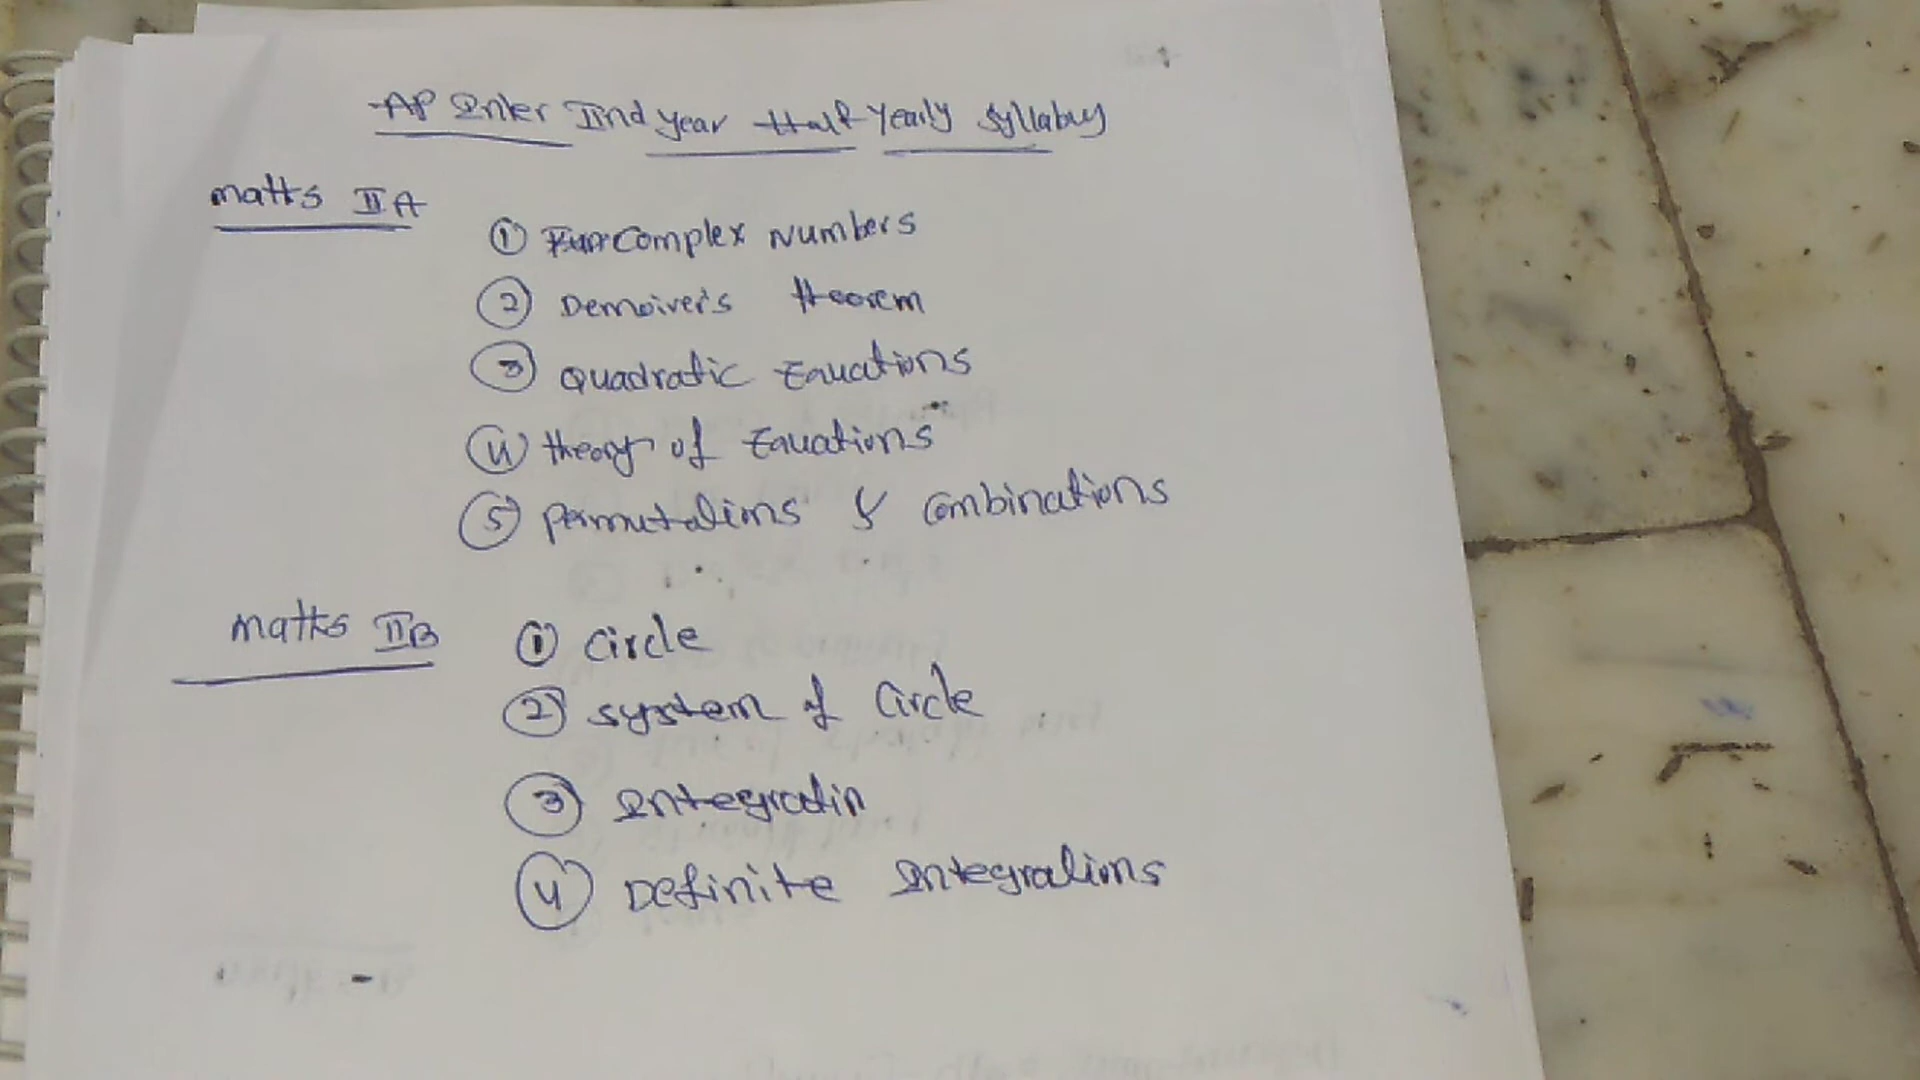 AP Inter IInd year Half Yearly Syllabus
Maths IIA
① Complex Numbers
② Demoiver's theorem
③ Quadratic Equations
④ theory of Equations
⑤ permutations & combinations
Maths IIB
① Circle
② system of Circle
③ Integratin
④ Definite Integrations